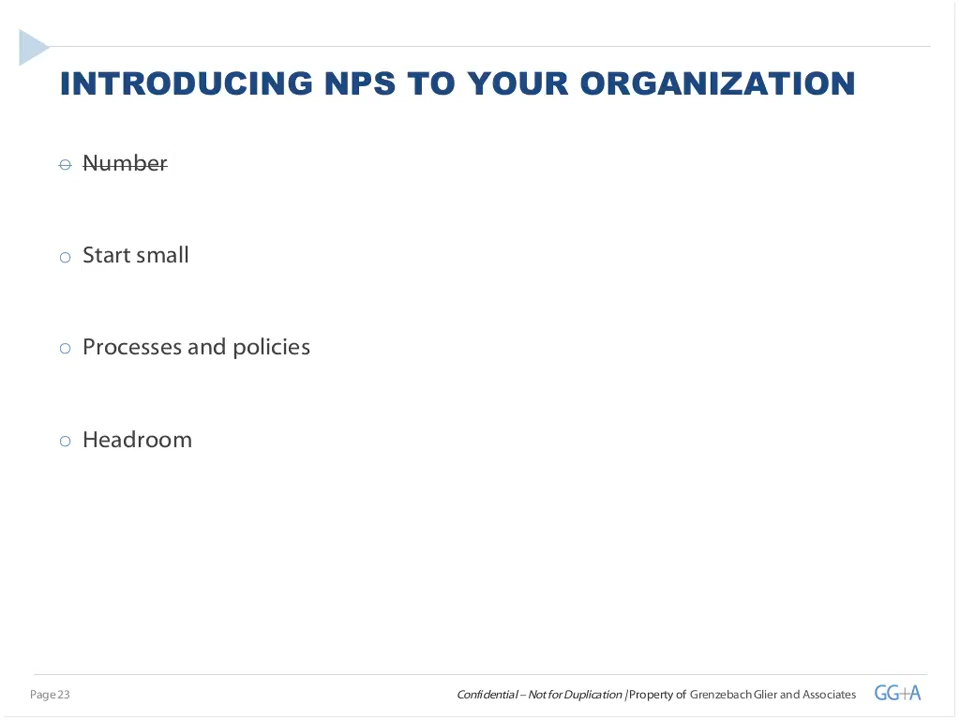 INTRODUCING NPS TO YOUR ORGANIZATION
Number
Start small
Processes and policies
Headroom
Page 23
Confidential – Not for Duplication | Property of Grenzebach Glier and Associates
GG+A